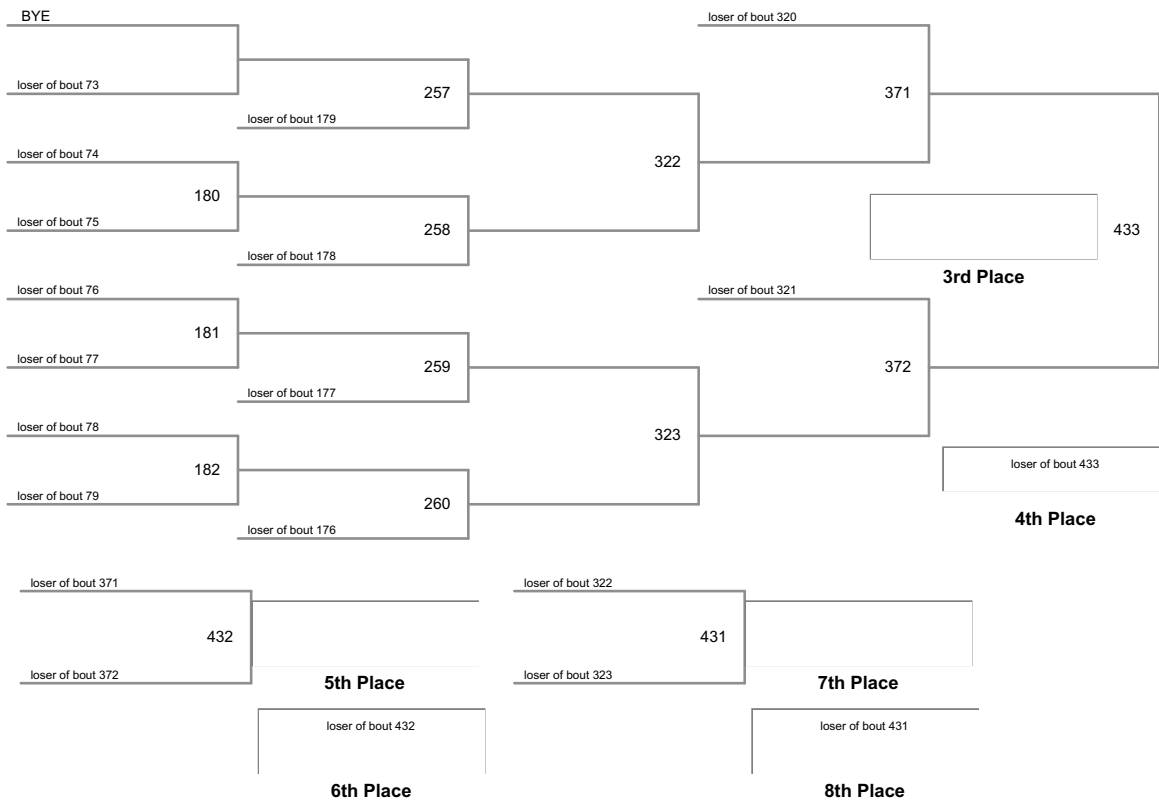 BYE
loser of bout 320
loser of bout 73
257
371
loser of bout 179
loser of bout 74
322
180
loser of bout 75
258
433
loser of bout 178
3rd Place
loser of bout 76
loser of bout 321
181
loser of bout 77
259
372
loser of bout 177
loser of bout 78
323
182
loser of bout 433
loser of bout 79
260
4th Place
loser of bout 176
loser of bout 371
loser of bout 322
432
431
loser of bout 372
loser of bout 323
5th Place
7th Place
loser of bout 432
loser of bout 431
6th Place
8th Place